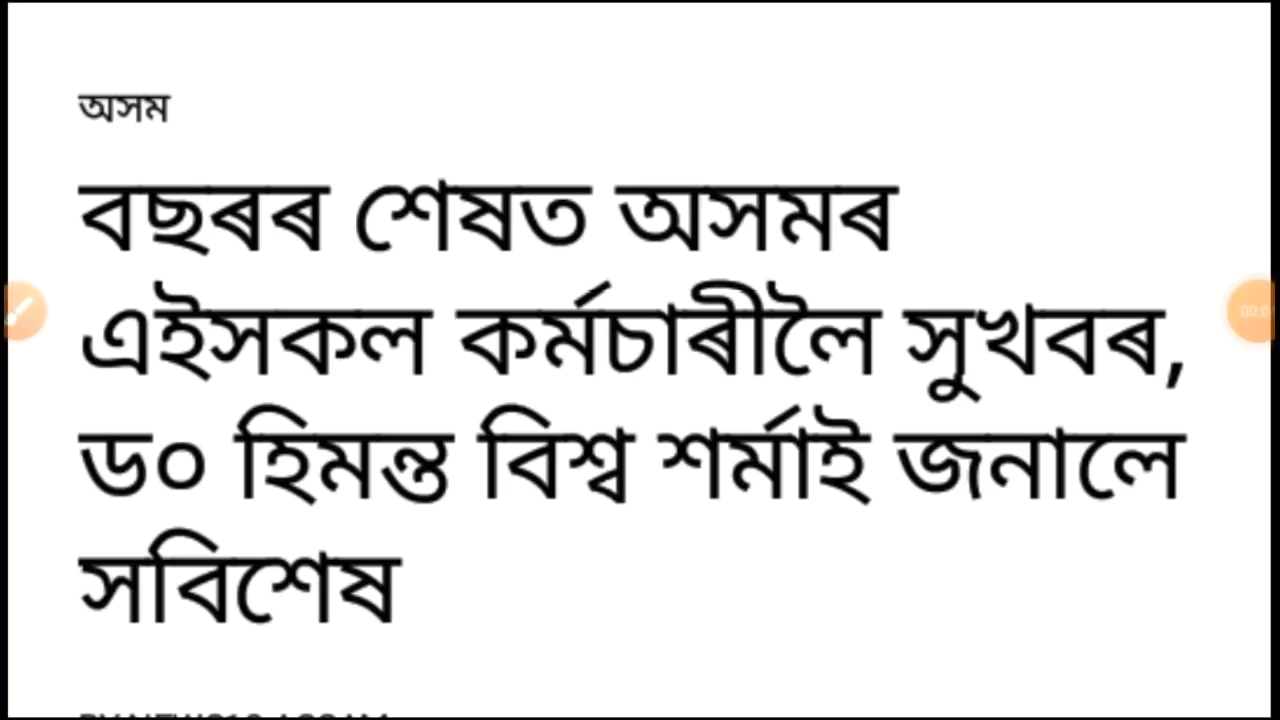 অসম
বছৰৰ শেষত অসমৰ
এইসকল কৰ্মচাৰীলৈ সুখবৰ,
ড০ হিমন্ত বিশ্ব শৰ্মাই জনালে
সবিশেষ